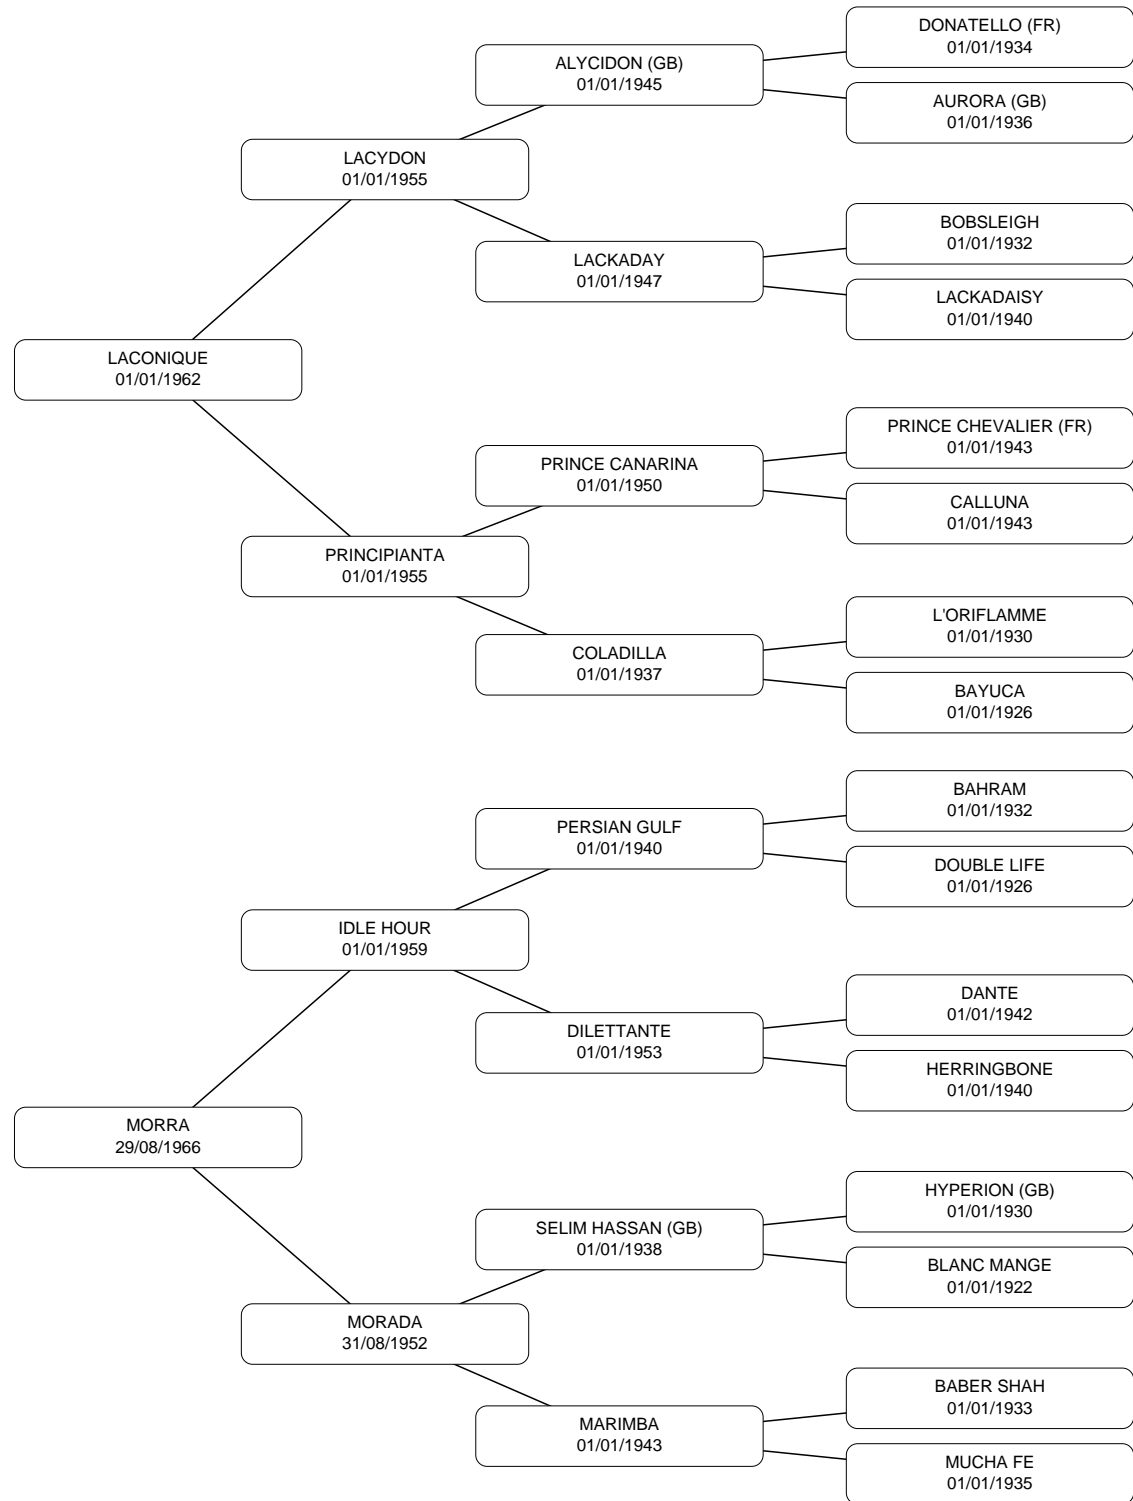 DONATELLO (FR)
01/01/1934
ALYCIDON (GB)
01/01/1945
AURORA (GB)
01/01/1936
LACYDON
01/01/1955
BOBSLEIGH
01/01/1932
LACKADAY
01/01/1947
LACKADAISY
01/01/1940
LACONIQUE
01/01/1962
PRINCE CHEVALIER (FR)
01/01/1943
PRINCE CANARINA
01/01/1950
CALLUNA
01/01/1943
PRINCIPIANTA
01/01/1955
L'ORIFLAMME
01/01/1930
COLADILLA
01/01/1937
BAYUCA
01/01/1926
BAHRAM
01/01/1932
PERSIAN GULF
01/01/1940
DOUBLE LIFE
01/01/1926
IDLE HOUR
01/01/1959
DANTE
01/01/1942
DILETTANTE
01/01/1953
HERRINGBONE
01/01/1940
MORRA
29/08/1966
HYPERION (GB)
01/01/1930
SELIM HASSAN (GB)
01/01/1938
BLANC MANGE
01/01/1922
MORADA
31/08/1952
BABER SHAH
01/01/1933
MARIMBA
01/01/1943
MUCHA FE
01/01/1935